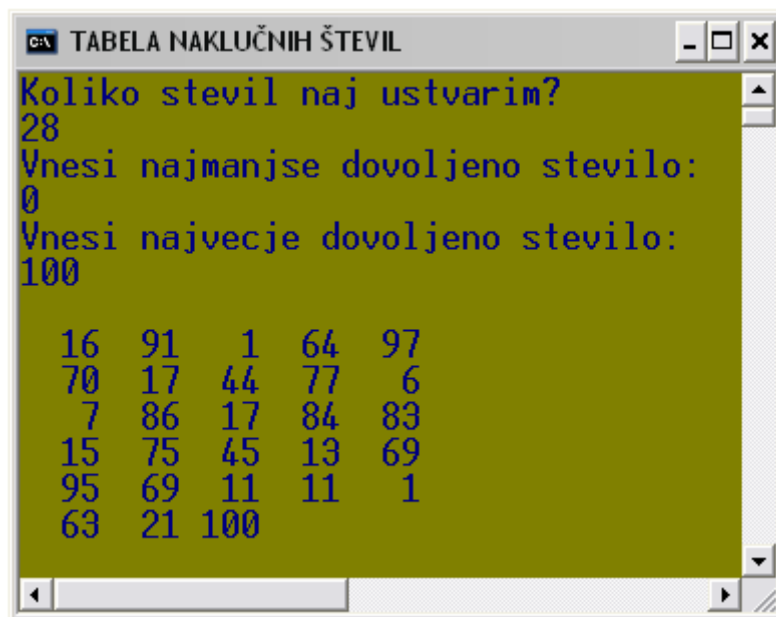 TABELA NAKLUČNIH ŠTEVIL
Koliko stevil naj ustvarim?
28
Vnesi najmanjse dovoljeno stevilo:
0
Vnesi najvecje dovoljeno stevilo:
100
16 91 1 64 97
70 17 44 77 6
7 86 17 84 83
15 75 45 13 69
95 69 11 11 1
63 21 100